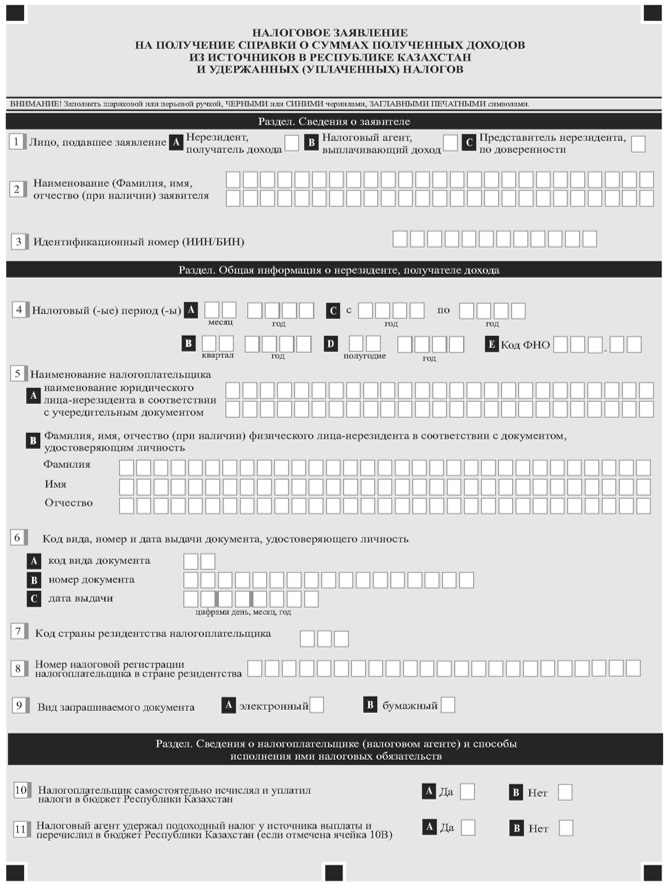 НАЛОГОВОЕ ЗАЯВЛЕНИЕ
НА ПОЛУЧЕНИЕ СПРАВКИ О СУММАХ ПОЛУЧЕННЫХ ДОХОДОВ
ИЗ ИСТОЧНИКОВ В РЕСПУБЛИКЕ КАЗАХСТАН
И УДЕРЖАННЫХ (УПЛАЧЕННЫХ) НАЛОГОВ
ВНИМАНИЕ! Заполнять шариковой или перьевой ручкой, ЧЕРНЫМИ или СИНИМИ чернилами, ЗАГЛАВНЫМИ ПЕЧАТНЫМИ символами.
Раздел. Сведения о заявителе
1 Лицо, подавшее заявление A Нерезидент, получатель дохода B Налоговый агент, выплачивающий доход C Представитель нерезидента, по доверенности
2 Наименование (Фамилия, имя,
отчество (при наличии) заявителя
3 Идентификационный номер (ИИН/БИН)
Раздел. Общая информация о нерезиденте, получателе дохода
4 Налоговый (-ые) период (-ы) A C с по
месяц год год год
B D E Код ФНО .
квартал год полугодие год
5 Наименование налогоплательщика
A наименование юридического
лица-нерезидента в соответствии
с учередительным документом
B Фамилия, имя, отчество (при наличии) физического лица-нерезидента в соответствии с документом,
удостоверяющим личность
Фамилия
Имя
Отчество
6 Код вида, номер и дата выдачи документа, удостоверяющего личность
A код вида документа
B номер документа
C дата выдачи
цифрами день, месяц, год
7 Код страны резидентства налогоплательщика
8 Номер налоговой регистрации
налогоплательщика в стране резидентства
9 Вид запрашиваемого документа A электронный B бумажный
Раздел. Сведения о налогоплательщике (налоговом агенте) и способы
исполнения ими налоговых обязательств
10 Налогоплательщик самостоятельно исчислял и уплатил
налоги в бюджет Республики Казахстан A Да B Нет
11 Налоговый агент удержал подоходный налог у источника выплаты и
перечислил в бюджет Республики Казахстан (если отмечена ячейка 10B) A Да B Нет